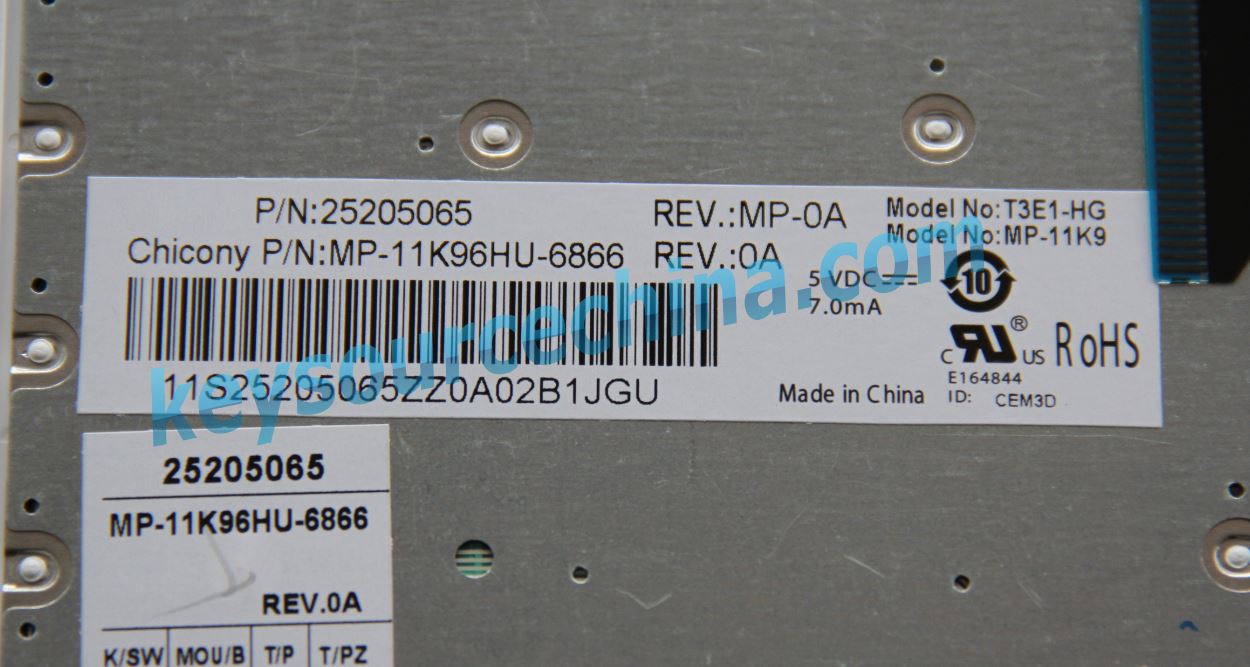 P/N:25205065 REV.:MP-0A Model No:T3E1-HG
Chicony P/N:MP-11K96HU-6866 REV.:0A Model No:MP-11K9
5 VDC
7.0mA
10
C RU ® US RoHS
E164844
11S25205065ZZ0A02B1JGU Made in China ID: CEM3D
keysourcechina.com
25205065
MP-11K96HU-6866
REV.0A
K/SW MOU/B T/P T/PZ